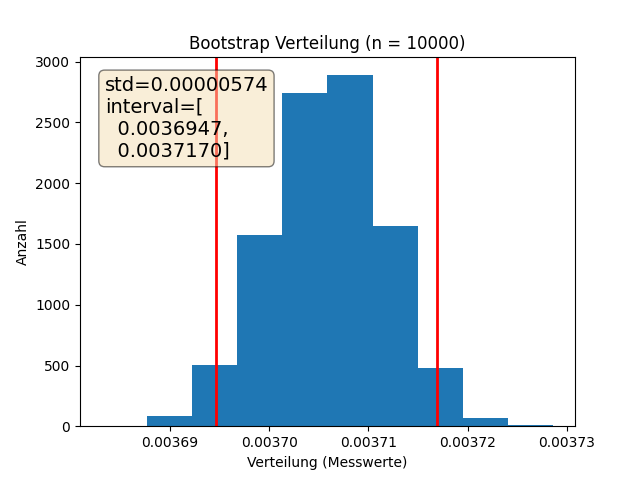 Bootstrap Verteilung (n = 10000)
std=0.00000574
interval=[
0.0036947,
0.0037170]
3000
2500
2000
1500
1000
500
0
Anzahl
0.00369 0.00370 0.00371 0.00372 0.00373
Verteilung (Messwerte)